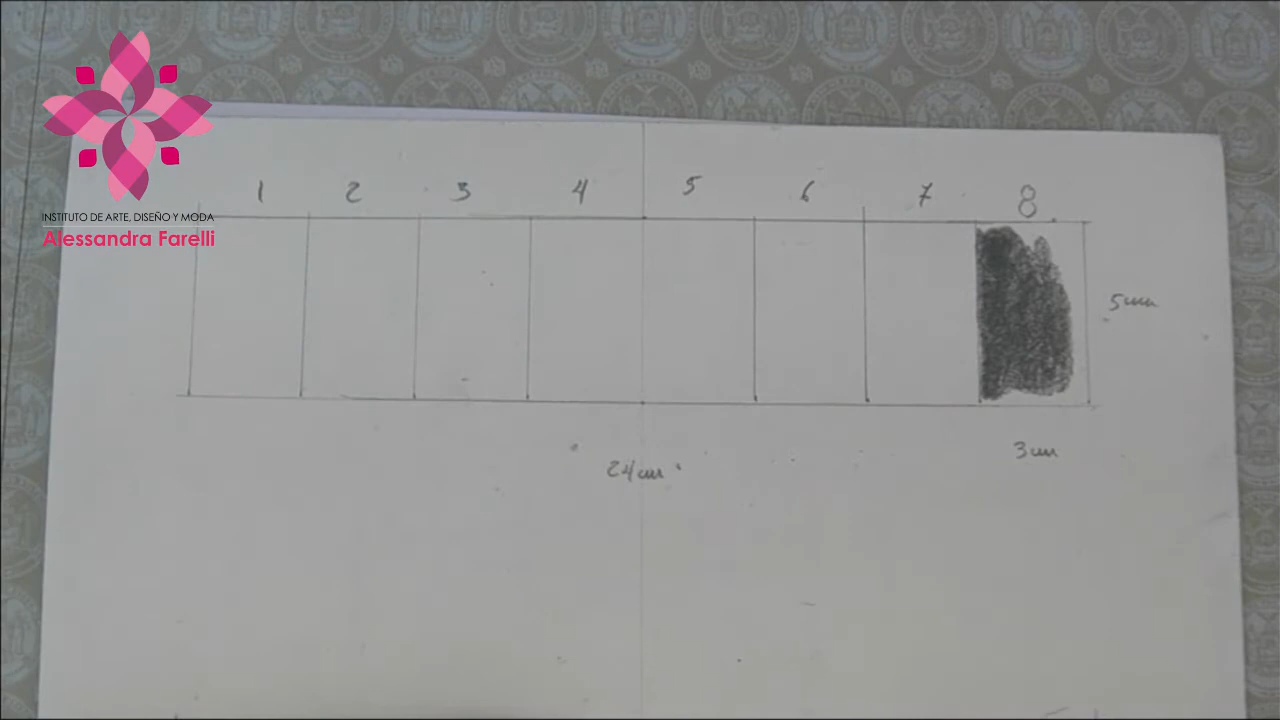 INSTITUTO DE ARTE, DISEÑO Y MODA
Alessandra Farelli
1 2 3 4 5 6 7 8
5cm
3cm
24cm